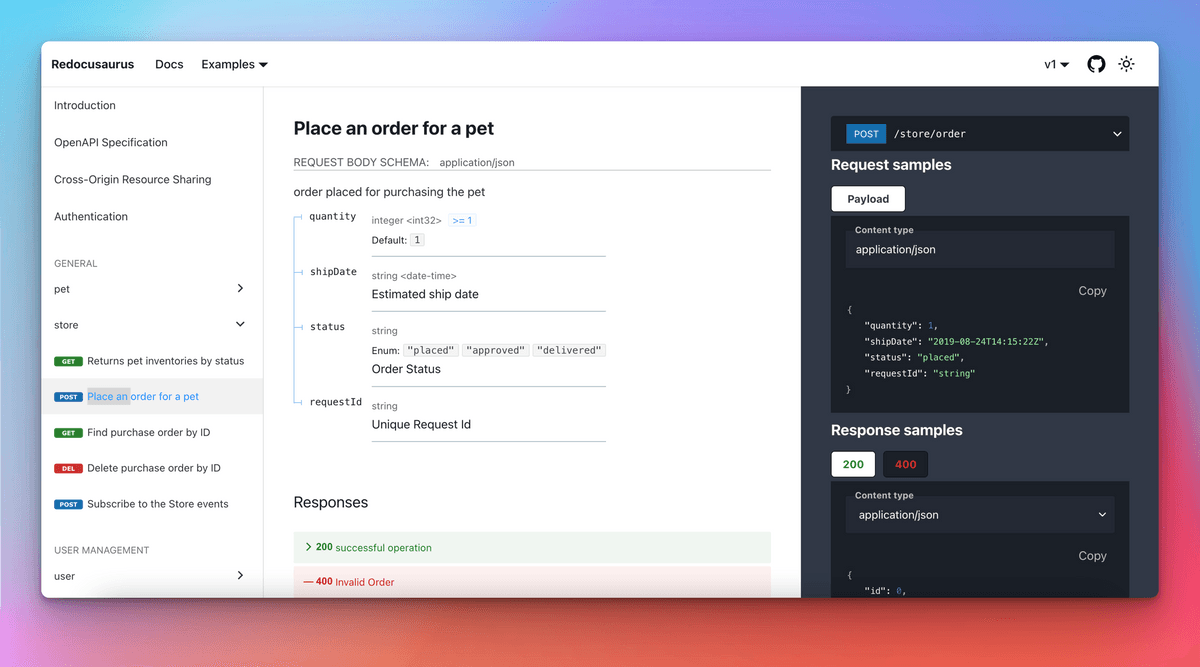 Redocusaurus Docs Examples v1
Introduction
OpenAPI Specification
Cross-Origin Resource Sharing
Authentication
GENERAL
pet
store
GET Returns pet inventories by status
POST Place an order for a pet
GET Find purchase order by ID
DEL Delete purchase order by ID
POST Subscribe to the Store events
USER MANAGEMENT
user
Place an order for a pet
REQUEST BODY SCHEMA: application/json
order placed for purchasing the pet
quantity integer <int32> >= 1
Default: 1
shipDate string <date-time>
Estimated ship date
status string
Enum: "placed" "approved" "delivered"
Order Status
requestId string
Unique Request Id
Responses
200 successful operation
400 Invalid Order
POST /store/order
Request samples
Payload
Content type
application/json
Copy
{
"quantity": 1,
"shipDate": "2019-08-24T14:15:22Z",
"status": "placed",
"requestId": "string"
}
Response samples
200 400
Content type
application/json
Copy
{
"id": 0,